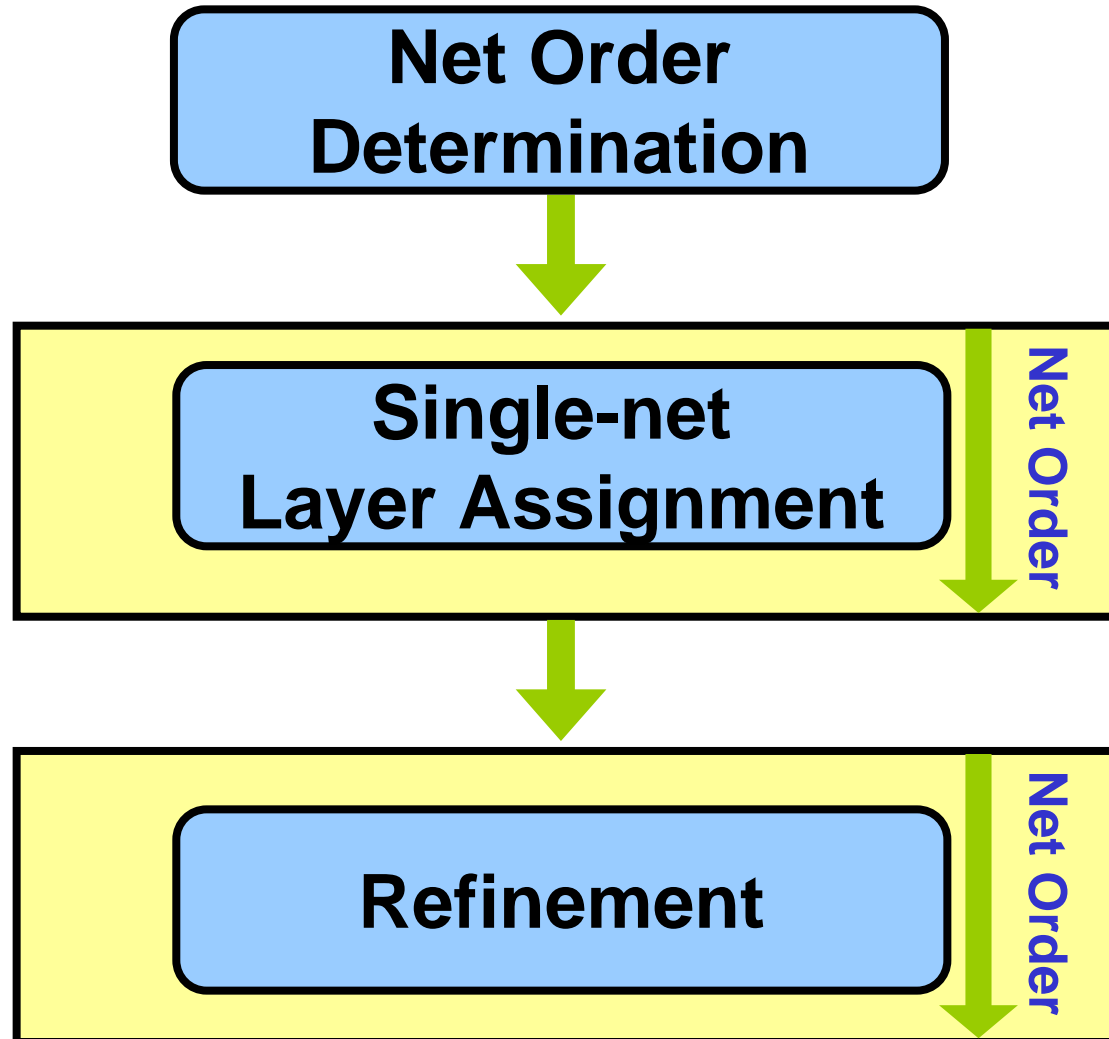 Net Order
Determination
Single-net
Layer Assignment
Net Order
Refinement
Net Order